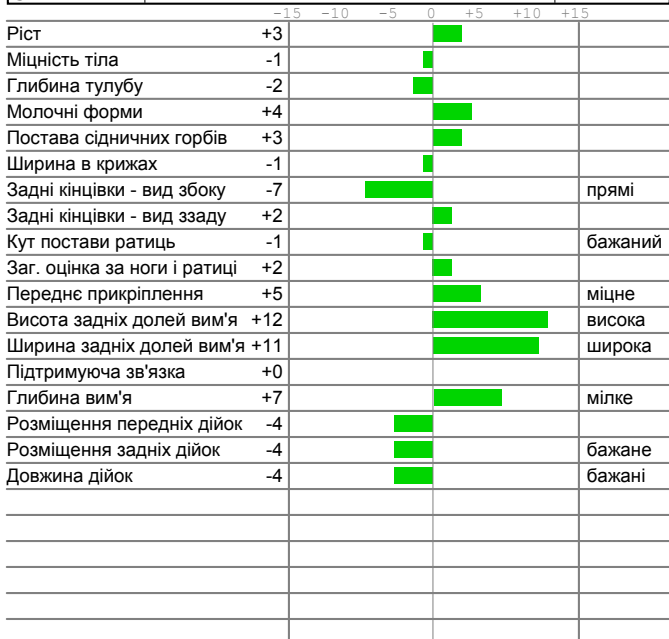 -15 -10 -5 0 +5 +10 +15
Ріст +3
Міцність тіла -1
Глибина тулубу -2
Молочні форми +4
Постава сідничних горбів +3
Ширина в крижах -1
Задні кінцівки - вид збоку -7 прямі
Задні кінцівки - вид ззаду +2
Кут постави ратиць -1 бажаний
Заг. оцінка за ноги і ратиці +2
Переднє прикріплення +5 міцне
Висота задніх долей вим'я +12 висока
Ширина задніх долей вим'я +11 широка
Підтримуюча зв'язка +0
Глибина вим'я +7 мілке
Розміщення передніх дійок -4
Розміщення задніх дійок -4 бажане
Довжина дійок -4 бажані